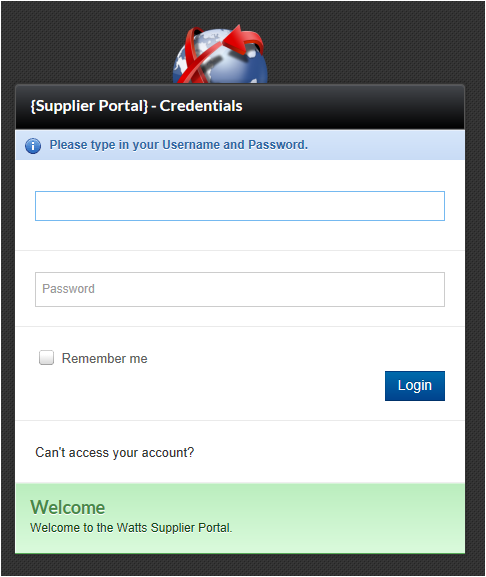 {Supplier Portal} - Credentials
Please type in your Username and Password.
Password
Remember me
Login
Can't access your account?
Welcome
Welcome to the Watts Supplier Portal.